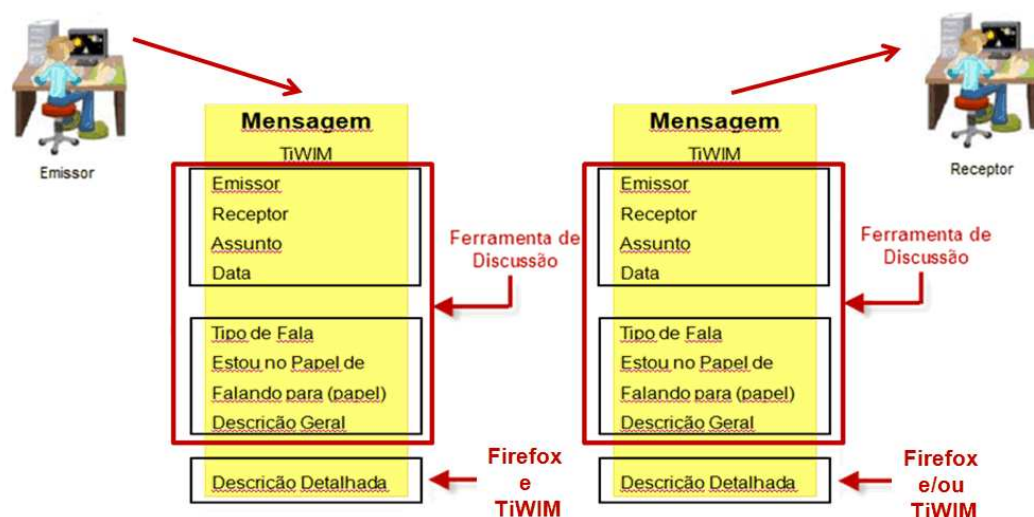 Emissor
Mensagem
TiWIM
Emissor
Receptor
Assunto
Data
Tipo de Fala
Estou no Papel de
Falando para (papel)
Descrição Geral
Descrição Detalhada
Ferramenta de
Discussão
Firefox
e
TiWIM
Mensagem
TiWIM
Emissor
Receptor
Assunto
Data
Tipo de Fala
Estou no Papel de
Falando para (papel)
Descrição Geral
Descrição Detalhada
Ferramenta de
Discussão
Firefox
e/ou
TiWIM
Receptor